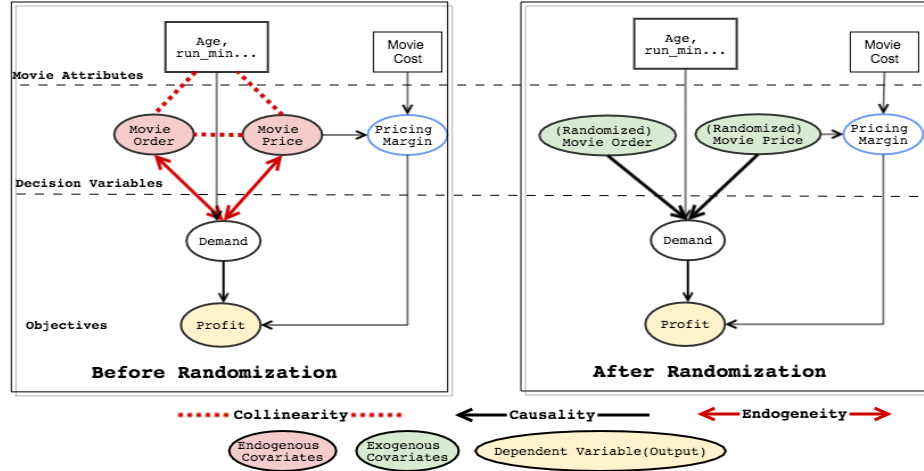 Age,
run_min...
Movie
Cost
Movie Attributes
Movie
Order
Movie
Price
Pricing
Margin
Decision Variables
Demand
Objectives
Profit
Before Randomization
Age,
run_min...
Movie
Cost
(Randomized)
Movie Order
(Randomized)
Movie Price
Pricing
Margin
Demand
Profit
After Randomization
Collinearity
Causality
Endogeneity
Endogenous
Covariates
Exogenous
Covariates
Dependent Variable(Output)